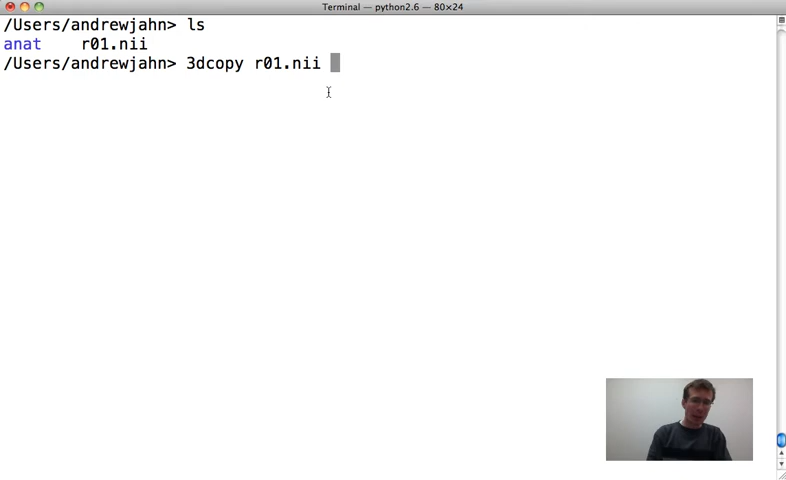 Terminal — python2.6 — 80×24
/Users/andrewjahn> ls
anat r01.nii
/Users/andrewjahn> 3dcopy r01.nii